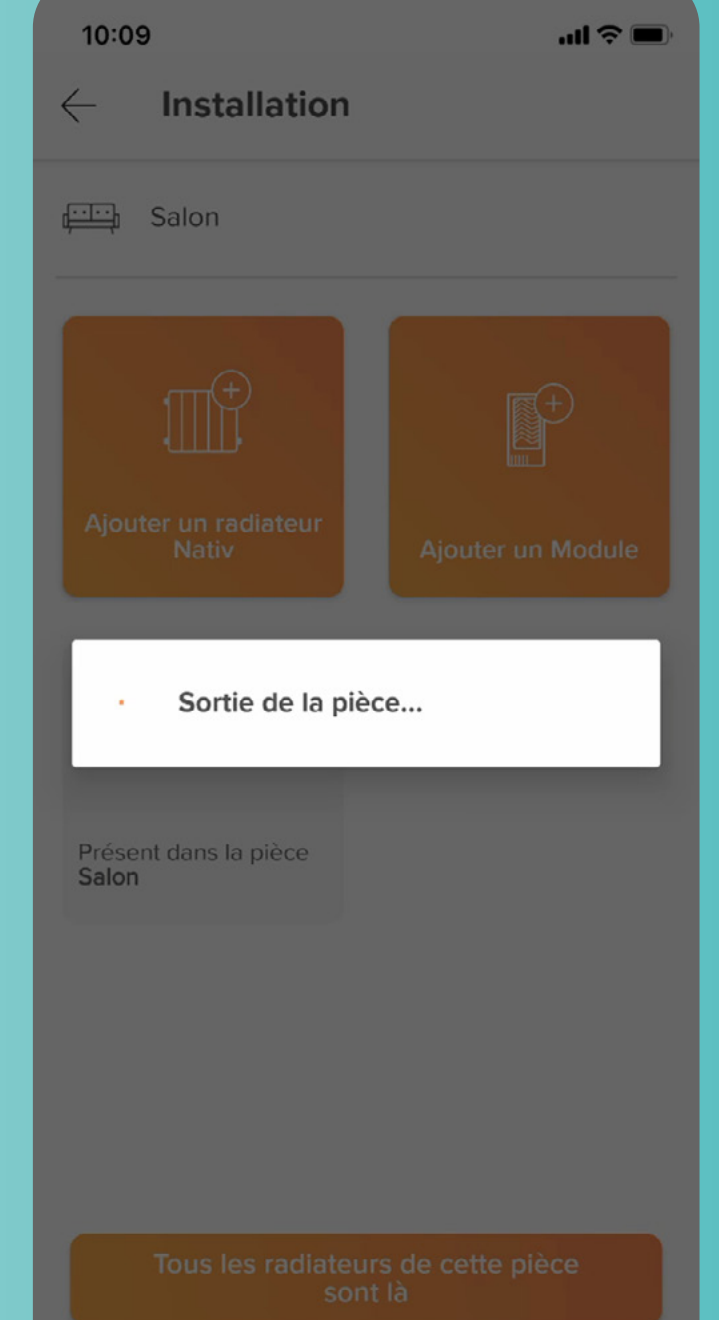 10:09
Installation
Salon
Ajouter un radiateur
Nativ
Ajouter un Module
Sortie de la pièce...
Présent dans la pièce
Salon
Tous les radiateurs de cette pièce
sont là